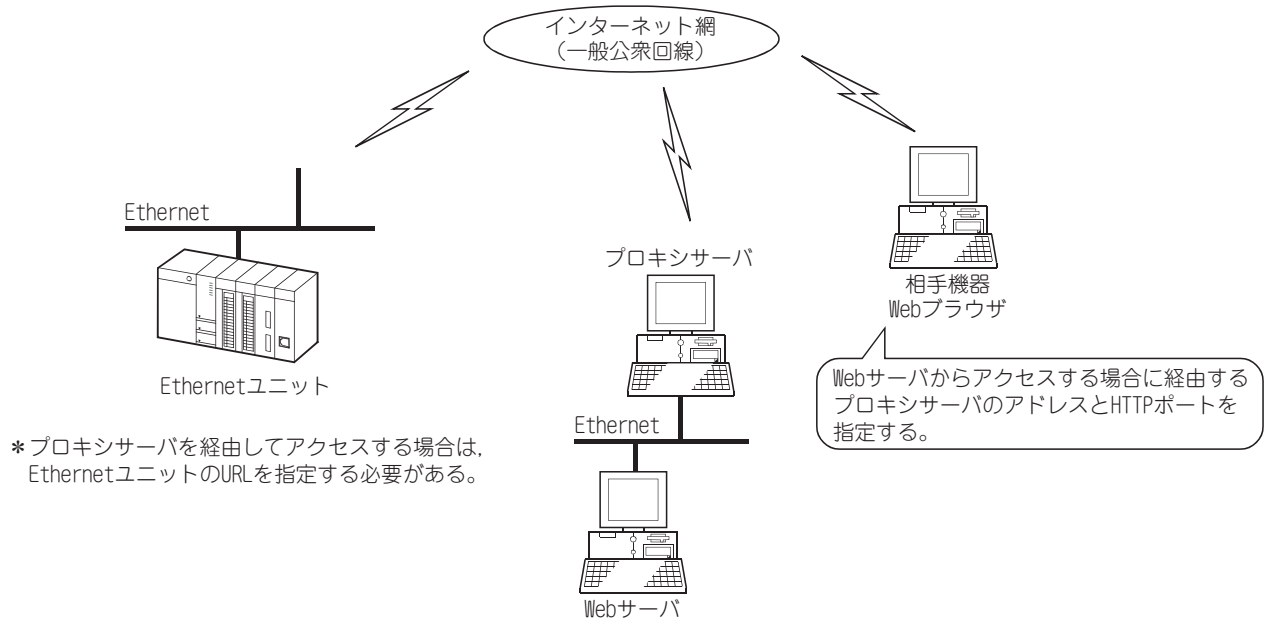 インターネット網
(一般公衆回線)
Ethernet
Ethernetユニット
*プロキシサーバを経由してアクセスする場合は,
EthernetユニットのURLを指定する必要がある。
プロキシサーバ
Ethernet
Webサーバ
相手機器
Webブラウザ
Webサーバからアクセスする場合に経由する
プロキシサーバのアドレスとHTTPポートを
指定する。